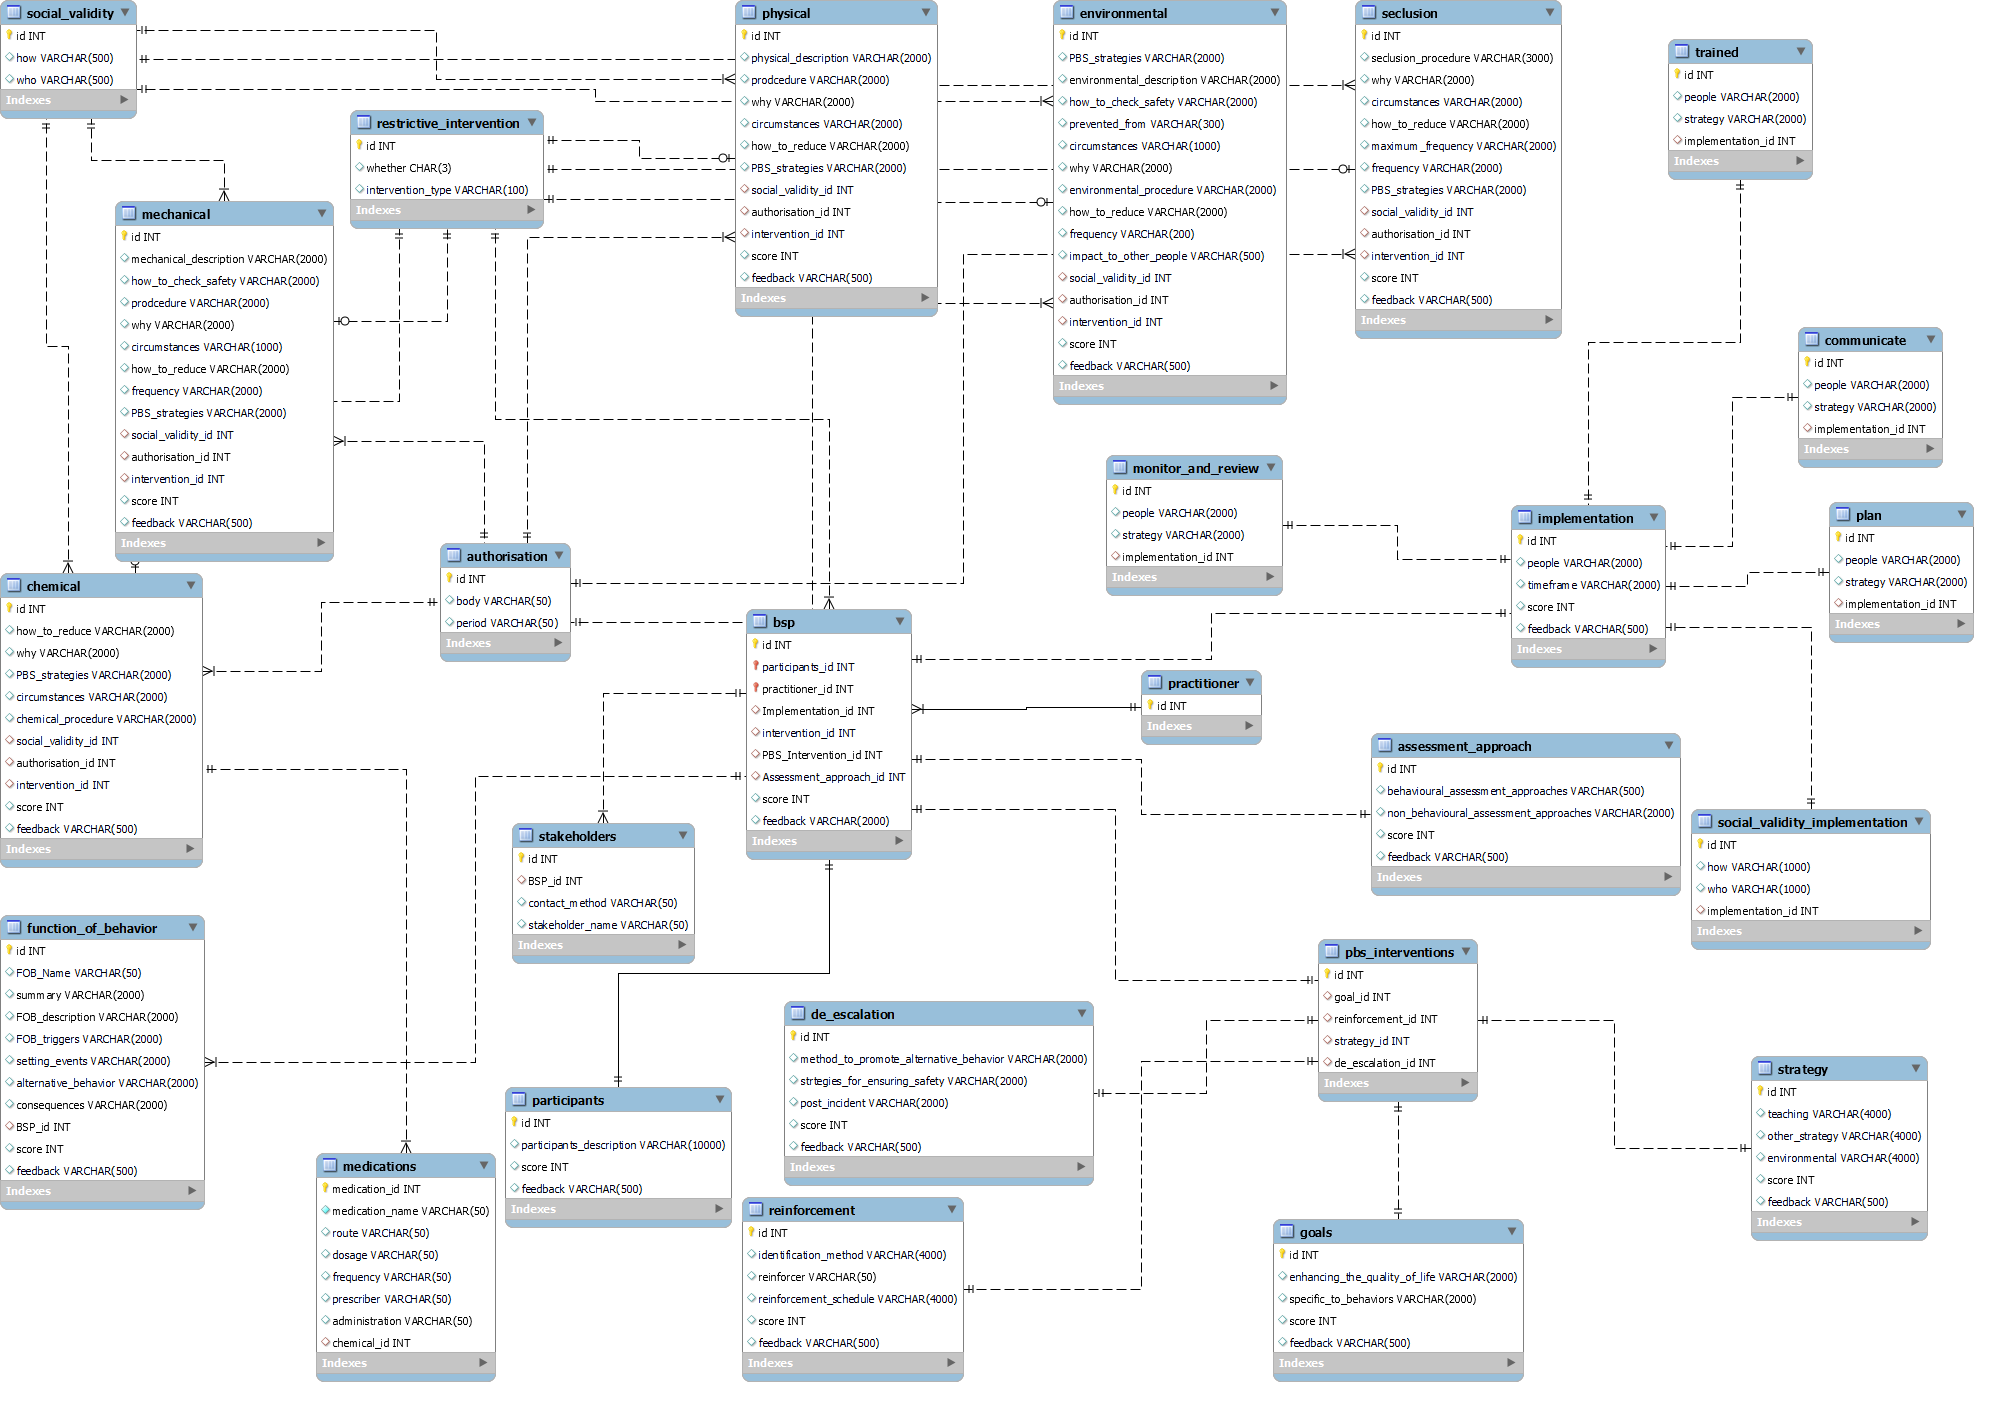 social_validity
id INT
how VARCHAR(500)
who VARCHAR(500)
Indexes
physical
id INT
physical_description VARCHAR(2000)
prodcedure VARCHAR(2000)
why VARCHAR(2000)
circumstances VARCHAR(2000)
how_to_reduce VARCHAR(2000)
PBS_strategies VARCHAR(2000)
social_validity_id INT
authorisation_id INT
intervention_id INT
score INT
feedback VARCHAR(500)
Indexes
environmental
id INT
PBS_strategies VARCHAR(2000)
environmental_description VARCHAR(2000)
how_to_check_safety VARCHAR(2000)
prevented_from VARCHAR(300)
circumstances VARCHAR(1000)
why VARCHAR(2000)
environmental_procedure VARCHAR(2000)
how_to_reduce VARCHAR(2000)
frequency VARCHAR(200)
impact_to_other_people VARCHAR(500)
social_validity_id INT
authorisation_id INT
intervention_id INT
score INT
feedback VARCHAR(500)
Indexes
seclusion
id INT
seclusion_procedure VARCHAR(3000)
why VARCHAR(2000)
circumstances VARCHAR(2000)
how_to_reduce VARCHAR(2000)
maximum_frequency VARCHAR(2000)
frequency VARCHAR(2000)
PBS_strategies VARCHAR(2000)
social_validity_id INT
authorisation_id INT
intervention_id INT
score INT
feedback VARCHAR(500)
Indexes
trained
id INT
people VARCHAR(2000)
strategy VARCHAR(2000)
implementation_id INT
Indexes
restrictive_intervention
id INT
whether CHAR(3)
intervention_type VARCHAR(100)
Indexes
mechanical
id INT
mechanical_description VARCHAR(2000)
how_to_check_safety VARCHAR(2000)
prodcedure VARCHAR(2000)
why VARCHAR(2000)
circumstances VARCHAR(1000)
how_to_reduce VARCHAR(2000)
frequency VARCHAR(2000)
PBS_strategies VARCHAR(2000)
social_validity_id INT
authorisation_id INT
intervention_id INT
score INT
feedback VARCHAR(500)
Indexes
communicate
id INT
people VARCHAR(2000)
strategy VARCHAR(2000)
implementation_id INT
Indexes
monitor_and_review
id INT
people VARCHAR(2000)
strategy VARCHAR(2000)
implementation_id INT
Indexes
implementation
id INT
people VARCHAR(2000)
timeframe VARCHAR(2000)
score INT
feedback VARCHAR(500)
Indexes
plan
id INT
people VARCHAR(2000)
strategy VARCHAR(2000)
implementation_id INT
Indexes
authorisation
id INT
body VARCHAR(50)
period VARCHAR(50)
Indexes
chemical
id INT
how_to_reduce VARCHAR(2000)
why VARCHAR(2000)
PBS_strategies VARCHAR(2000)
circumstances VARCHAR(2000)
chemical_procedure VARCHAR(2000)
social_validity_id INT
authorisation_id INT
intervention_id INT
score INT
feedback VARCHAR(500)
Indexes
bsp
id INT
participants_id INT
practitioner_id INT
Implementation_id INT
intervention_id INT
PBS_Intervention_id INT
Assessment_approach_id INT
score INT
feedback VARCHAR(2000)
Indexes
practitioner
id INT
Indexes
assessment_approach
id INT
behavioural_assessment_approaches VARCHAR(500)
non_behavioural_assessment_approaches VARCHAR(2000)
score INT
feedback VARCHAR(500)
Indexes
social_validity_implementation
id INT
how VARCHAR(1000)
who VARCHAR(1000)
implementation_id INT
Indexes
stakeholders
id INT
BSP_id INT
contact_method VARCHAR(50)
stakeholder_name VARCHAR(50)
Indexes
function_of_behavior
id INT
FOB_Name VARCHAR(50)
summary VARCHAR(2000)
FOB_description VARCHAR(2000)
FOB_triggers VARCHAR(2000)
setting_events VARCHAR(2000)
alternative_behavior VARCHAR(2000)
consequences VARCHAR(2000)
BSP_id INT
score INT
feedback VARCHAR(500)
Indexes
pbs_interventions
id INT
goal_id INT
reinforcement_id INT
strategy_id INT
de_escalation_id INT
Indexes
de_escalation
id INT
method_to_promote_alternative_behavior VARCHAR(2000)
strtegies_for_ensuring_safety VARCHAR(2000)
post_incident VARCHAR(2000)
score INT
feedback VARCHAR(500)
Indexes
strategy
id INT
teaching VARCHAR(4000)
other_strategy VARCHAR(4000)
environmental VARCHAR(4000)
score INT
feedback VARCHAR(500)
Indexes
participants
id INT
participants_description VARCHAR(10000)
score INT
feedback VARCHAR(500)
Indexes
medications
medication_id INT
medication_name VARCHAR(50)
route VARCHAR(50)
dosage VARCHAR(50)
frequency VARCHAR(50)
prescriber VARCHAR(50)
administration VARCHAR(50)
chemical_id INT
Indexes
reinforcement
id INT
identification_method VARCHAR(4000)
reinforcer VARCHAR(50)
reinforcement_schedule VARCHAR(4000)
score INT
feedback VARCHAR(500)
Indexes
goals
id INT
enhancing_the_quality_of_life VARCHAR(2000)
specific_to_behaviors VARCHAR(2000)
score INT
feedback VARCHAR(500)
Indexes